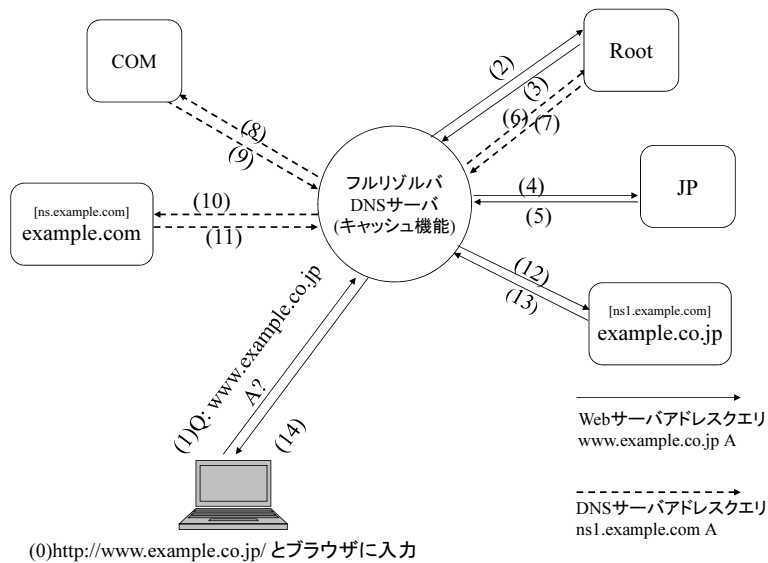 COM
Root
(2)
(3)
(6)
(7)
(8)
(9)
フルリゾルバ
DNSサーバ
(キャッシュ機能)
(4)
(5)
JP
[ns.example.com]
example.com
(10)
(11)
(12)
(13)
[ns1.example.com]
example.co.jp
(1)Q: www.example.co.jp
A?
(14)
Webサーバアドレスクエリ
www.example.co.jp A
DNSサーバアドレスクエリ
ns1.example.com A
(0)http://www.example.co.jp/ とブラウザに入力